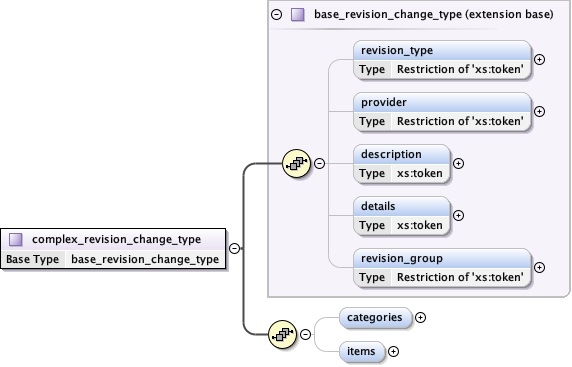 base_revision_change_type (extension base)
revision_type
Type Restriction of 'xs:token'
provider
Type Restriction of 'xs:token'
description
Type xs:token
details
Type xs:token
revision_group
Type Restriction of 'xs:token'
complex_revision_change_type
Base Type base_revision_change_type
categories
items